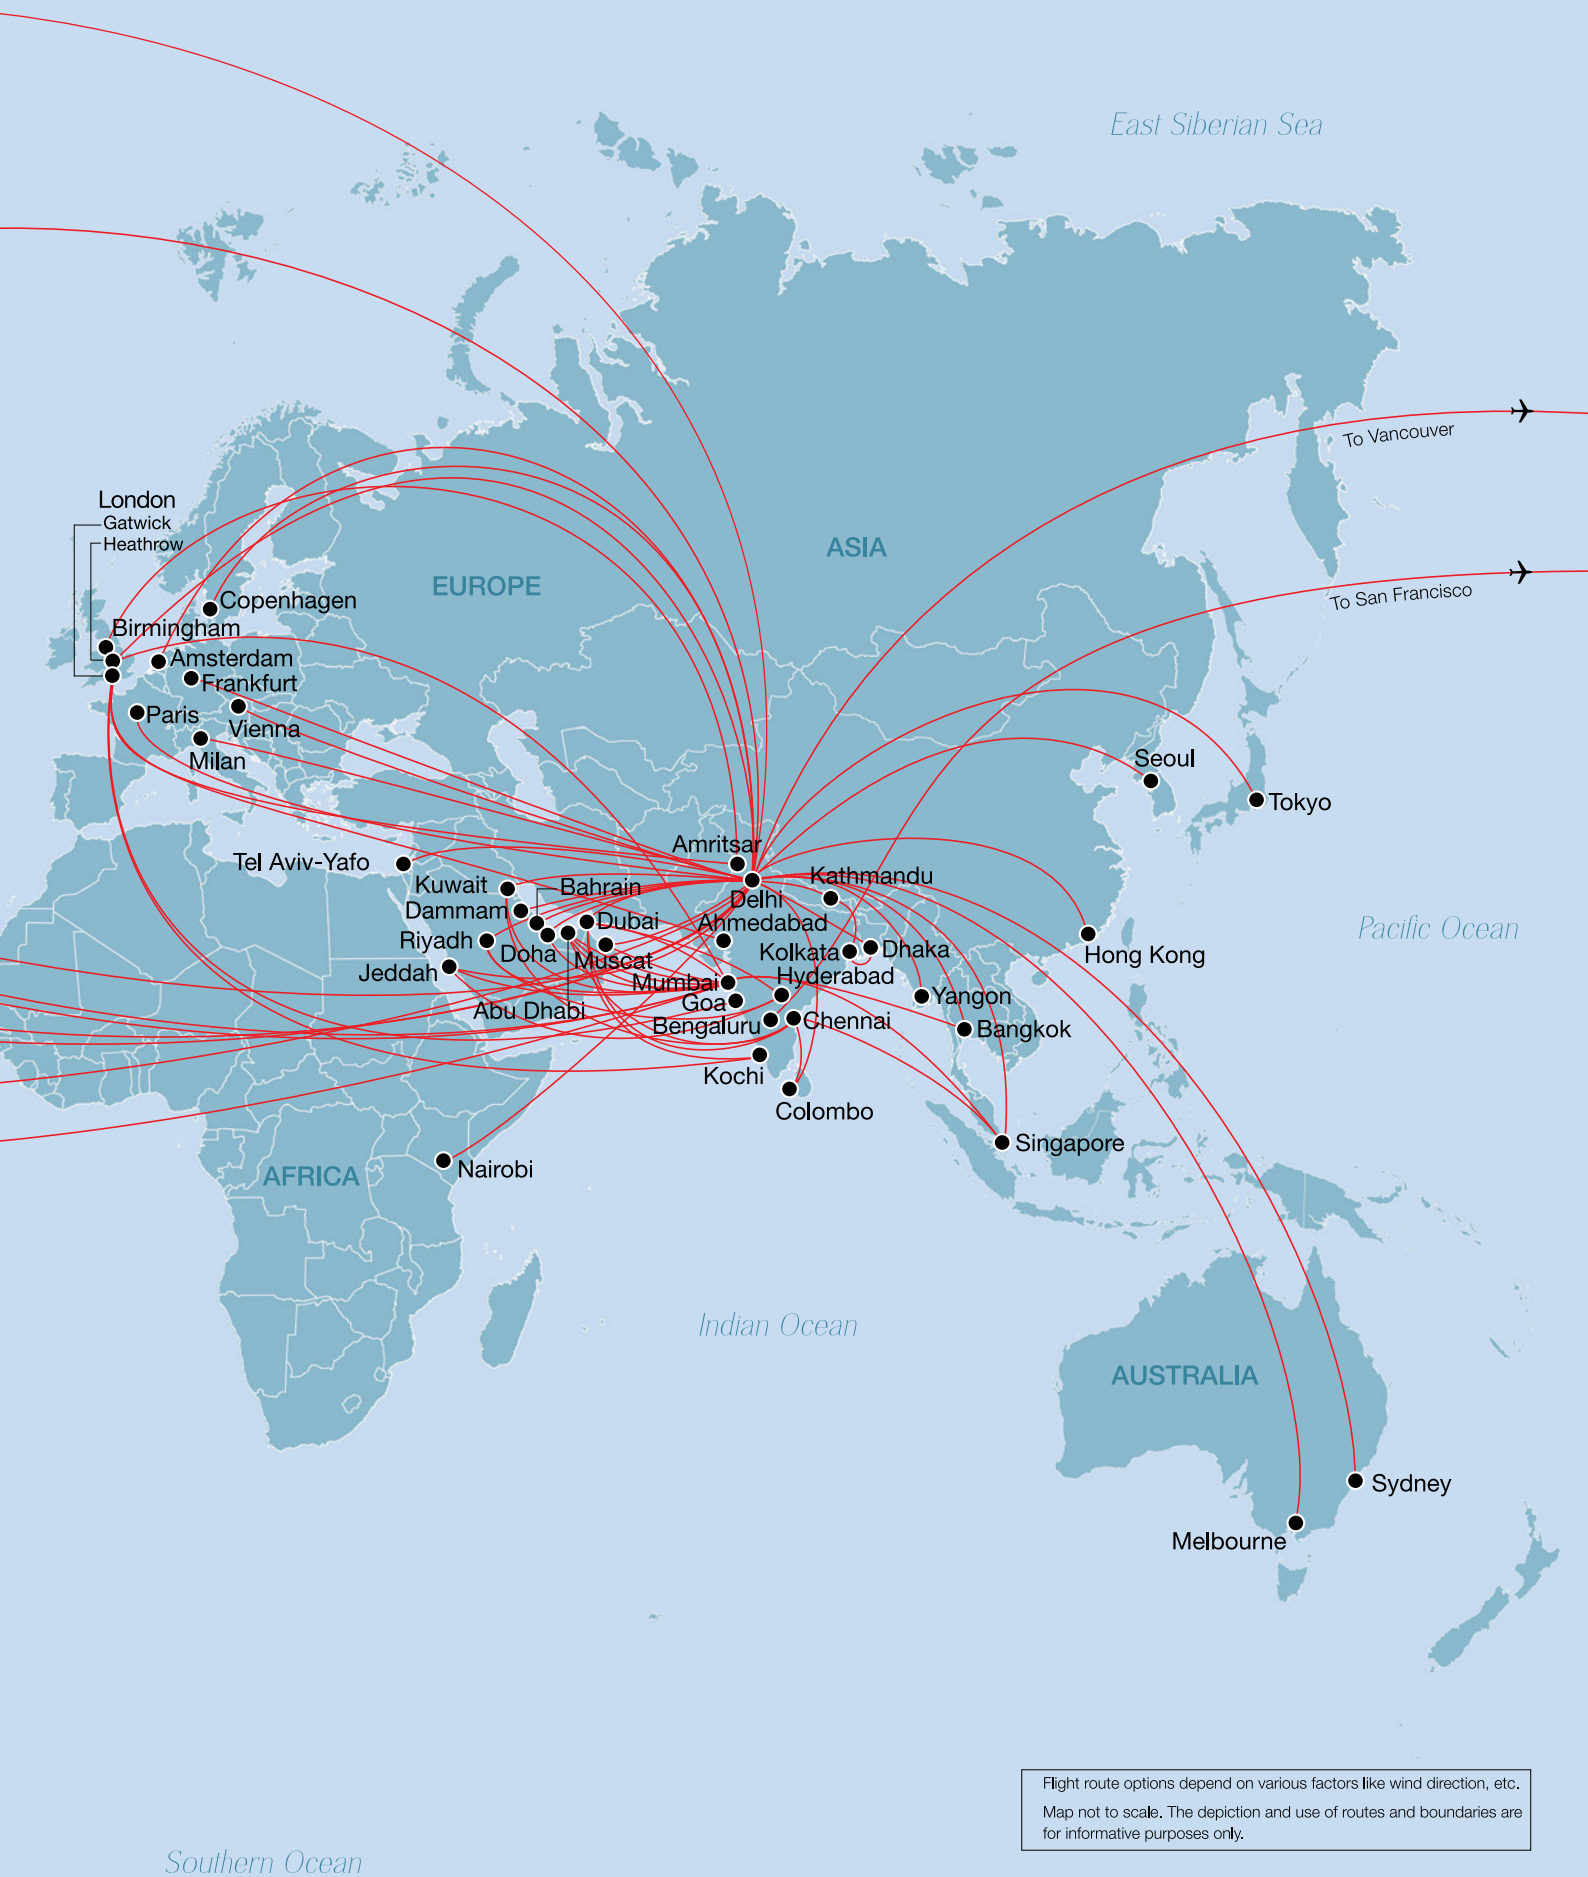 East Siberian Sea
To Vancouver
London
Gatwick
Heathrow
ASIA
EUROPE
To San Francisco
Copenhagen
Birmingham
Amsterdam
Frankfurt
Paris
Vienna
Milan
Seoul
Tokyo
Amritsar
Tel Aviv-Yafo
Kathmandu
Kuwait
Bahrain
Delhi
Dammam
Dubai
Ahmedabad
Pacific Ocean
Riyadh
Doha
Muscat
Kolkata
Dhaka
Hong Kong
Jeddah
Mumbai
Hyderabad
Abu Dhabi
Goa
Yangon
Bengaluru
Chennai
Bangkok
Kochi
Colombo
Singapore
AFRICA
Nairobi
Indian Ocean
AUSTRALIA
Sydney
Melbourne
Flight route options depend on various factors like wind direction, etc.
Map not to scale. The depiction and use of routes and boundaries are
for informative purposes only.
Southern Ocean